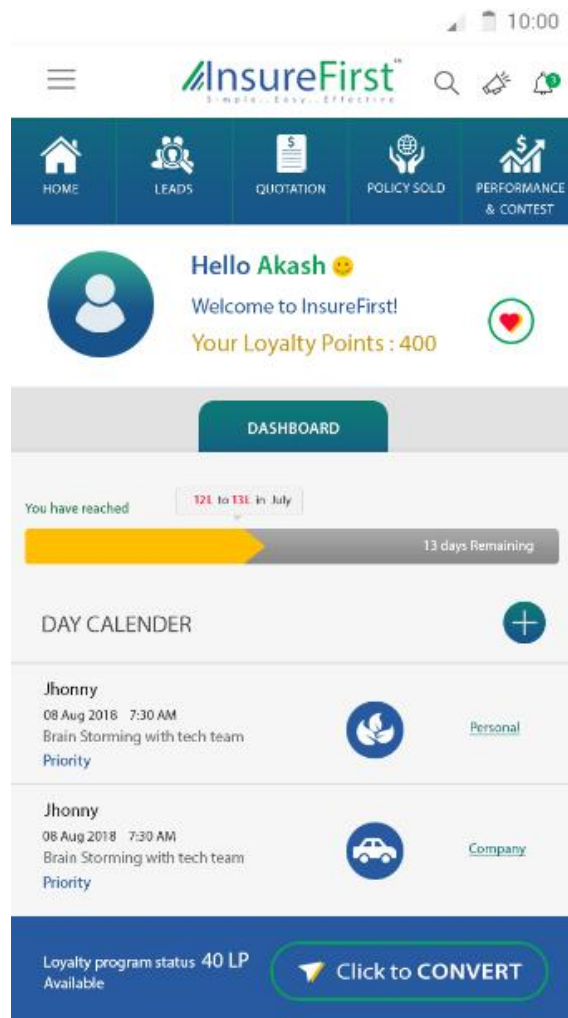 10:00
InsureFirst™
Simple..Easy..Effective
3
HOME
LEADS
QUOTATION
POLICY SOLD
PERFORMANCE
& CONTEST
Hello Akash
Welcome to InsureFirst!
Your Loyalty Points : 400
DASHBOARD
You have reached
12L to 13L in July
13 days Remaining
DAY CALENDER
Jhonny
08 Aug 2018 7:30 AM
Brain Storming with tech team
Priority
Personal
Jhonny
08 Aug 2018 7:30 AM
Brain Storming with tech team
Priority
Company
Loyalty program status 40 LP
Available
Click to CONVERT